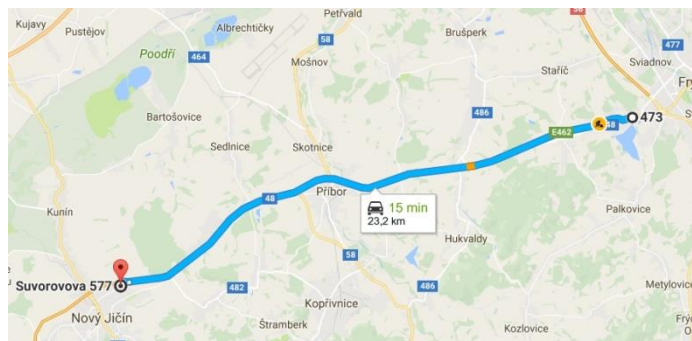 Kujavy
Pustějov
Albrechtičky
Petřvald
58
Brušperk
56
477
Poodří
464
Mošnov
Staříč
Sviadnov
Bartošovice
486
E462
48
473
Sedlnice
Skotnice
Příbor
15 min
23,2 km
48
Palkovice
Kunín
Hukvaldy
58
Suvorovova 577
482
486
Metylovice
Kopřivnice
Nový Jičín
Štramberk
Kozlovice